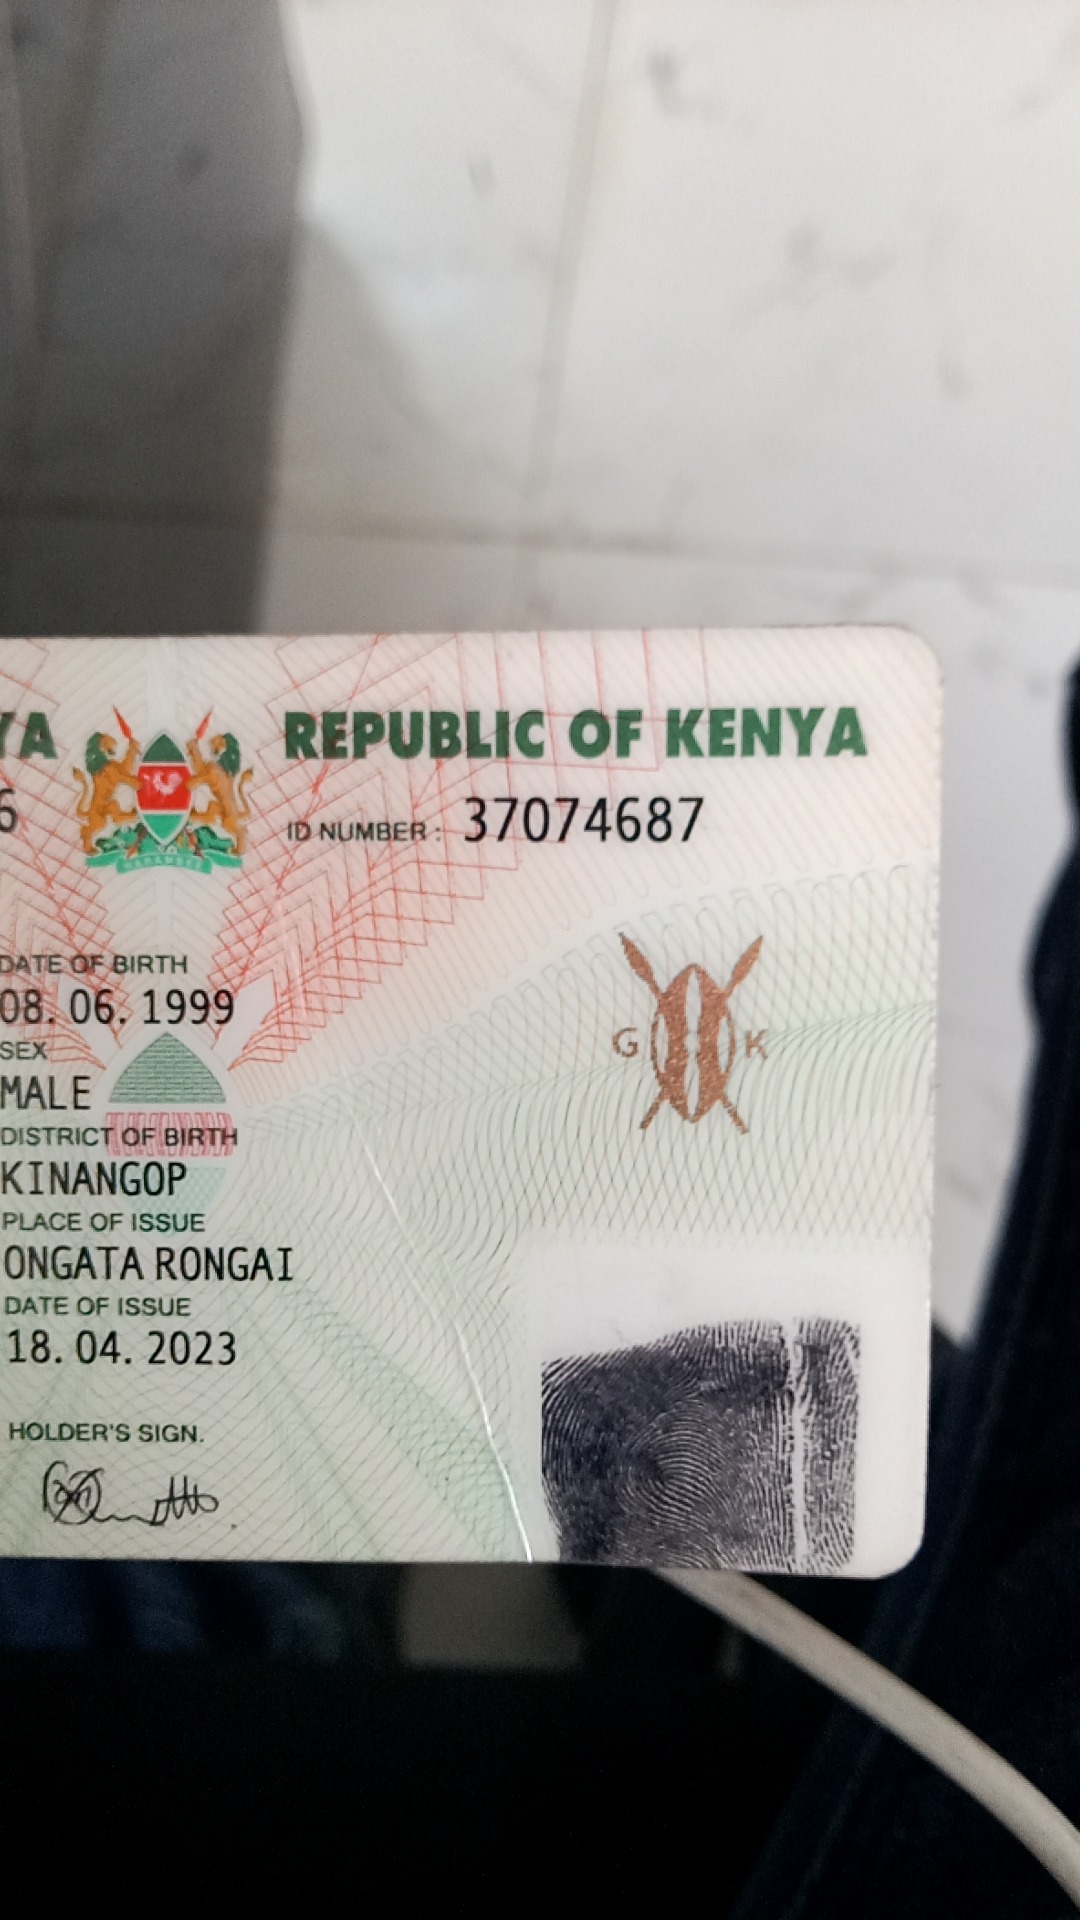 YA REPUBLIC OF KENYA
6 ID NUMBER: 37074687
HARAMBEE
DATE OF BIRTH
08. 06. 1999
SEX
MALE
G K
DISTRICT OF BIRTH
KINANGOP
PLACE OF ISSUE
ONGATA RONGAI
DATE OF ISSUE
18. 04. 2023
HOLDER'S SIGN.